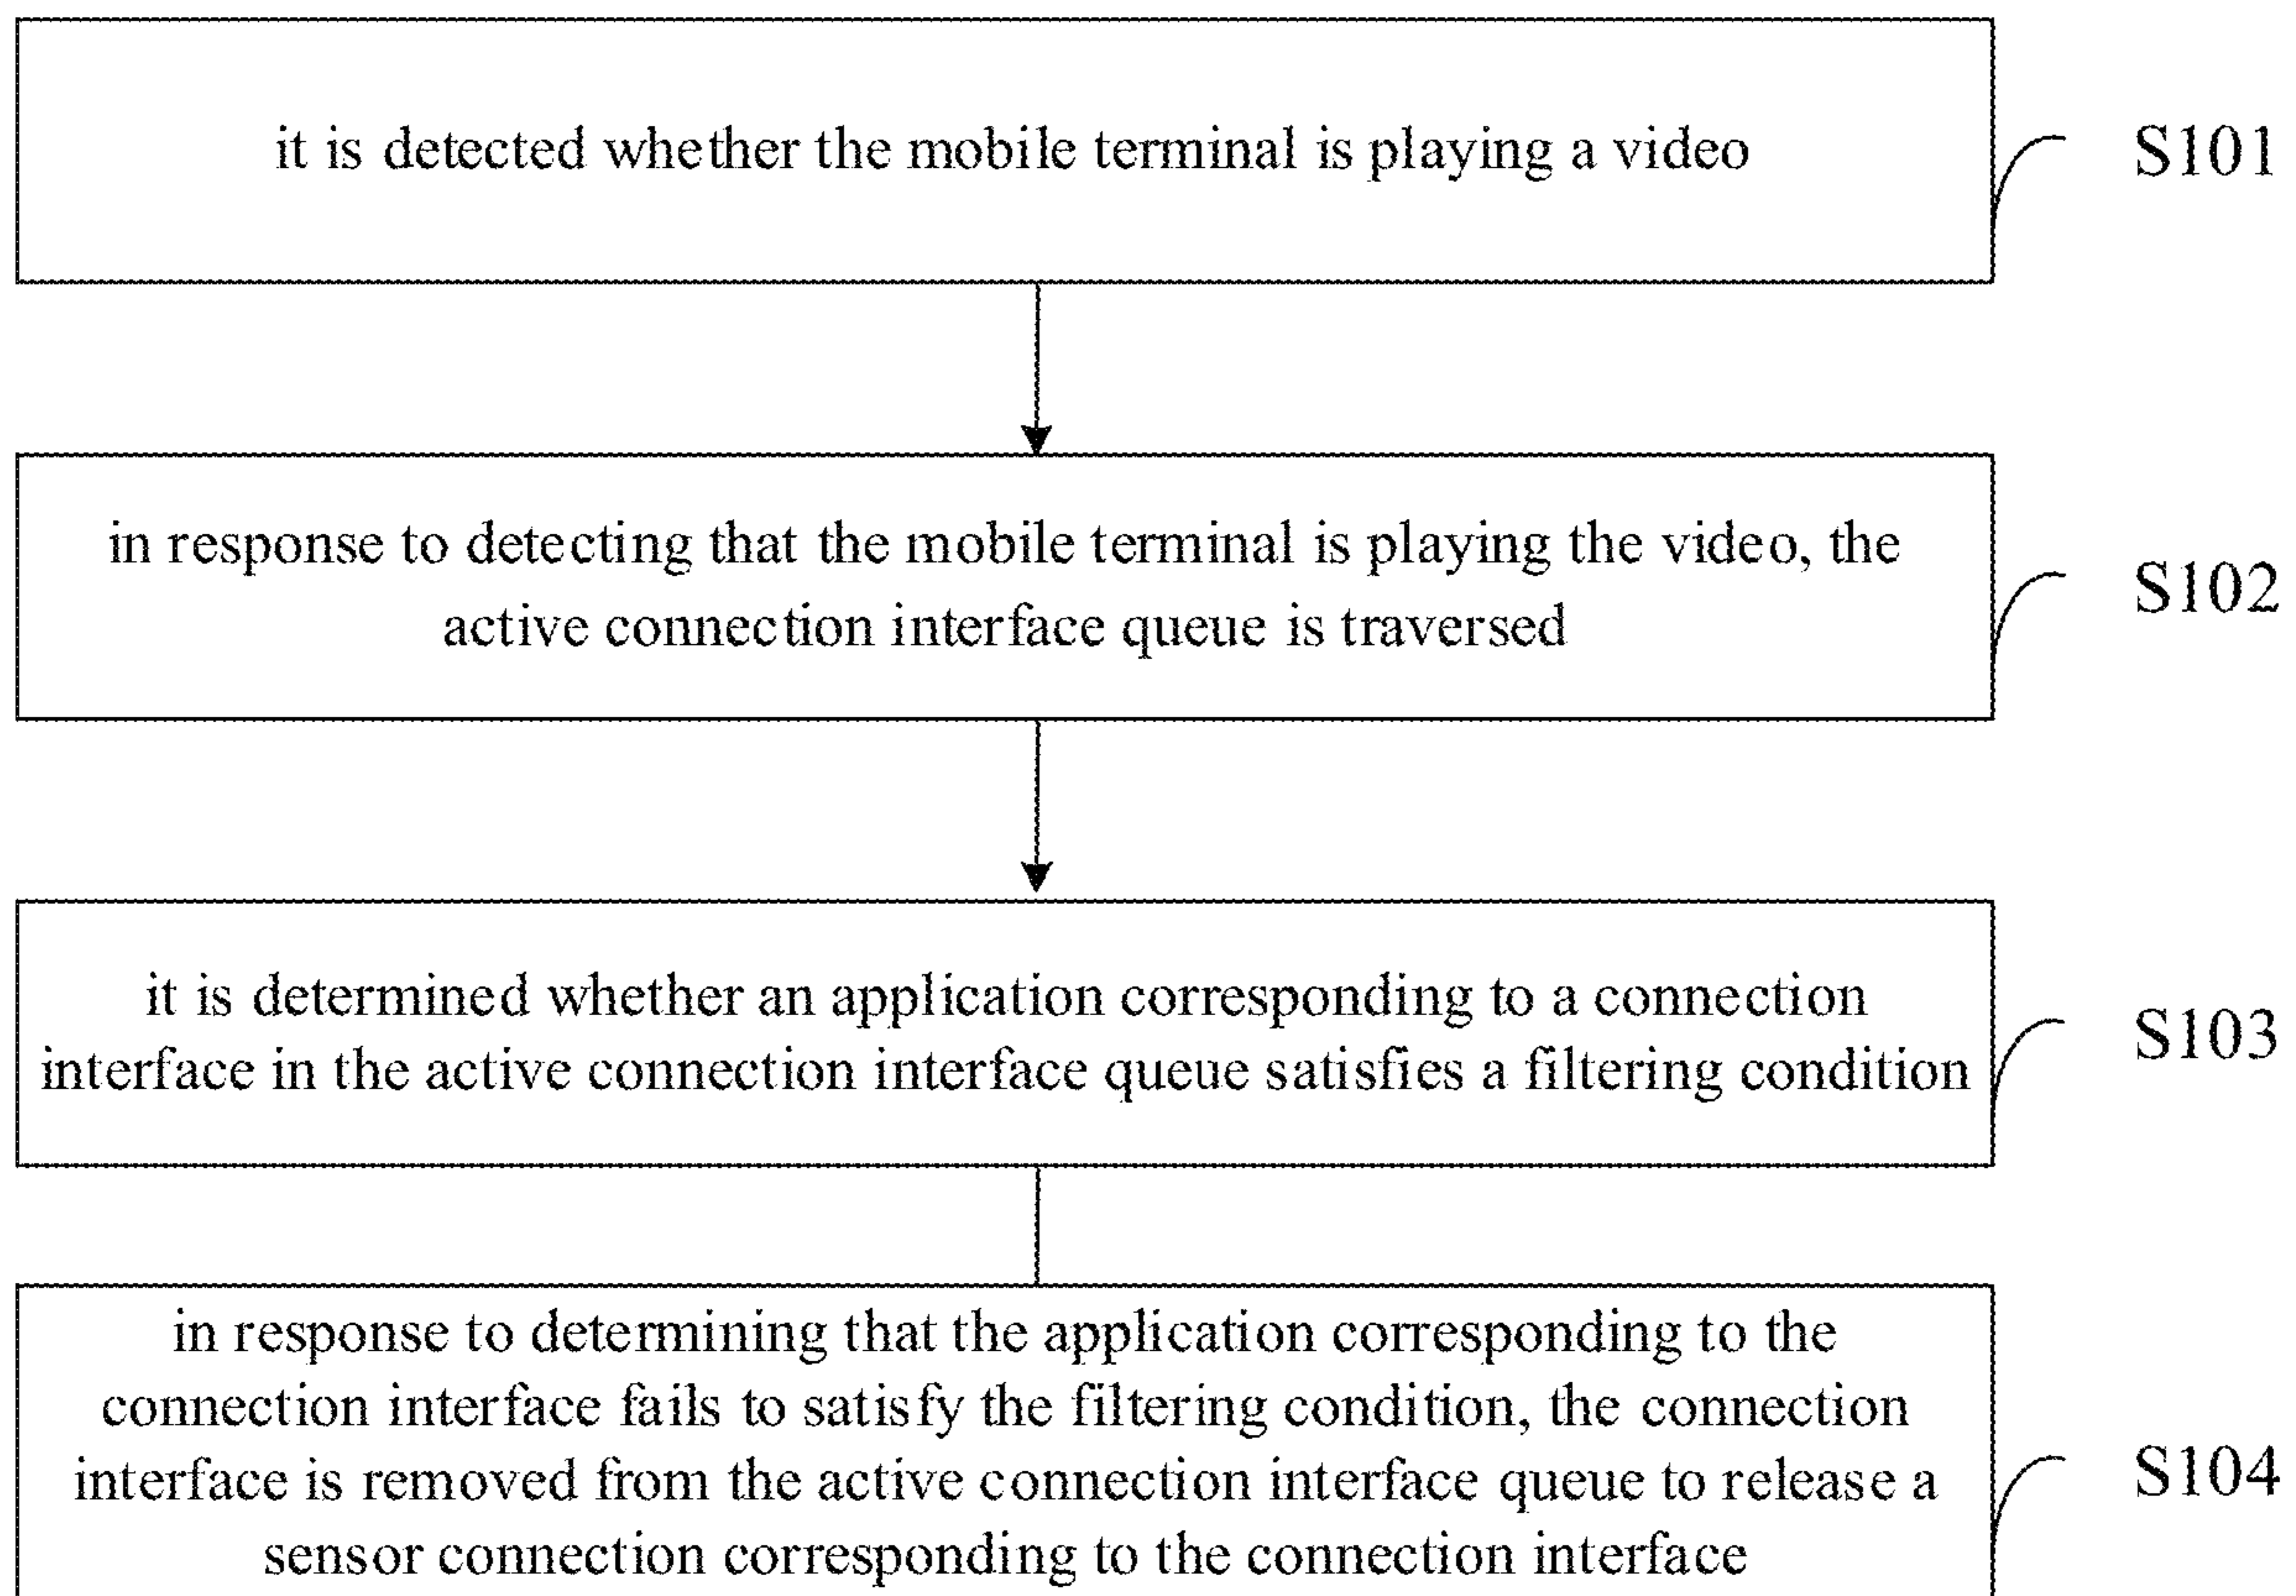 it is detected whether the mobile terminal is playing a video
S101
in response to detecting that the mobile terminal is playing the video, the
active connection interface queue is traversed
S102
it is determined whether an application corresponding to a connection
interface in the active connection interface queue satisfies a filtering condition
S103
in response to determining that the application corresponding to the
connection interface fails to satisfy the filtering condition, the connection
interface is removed from the active connection interface queue to release a
sensor connection corresponding to the connection interface
S104